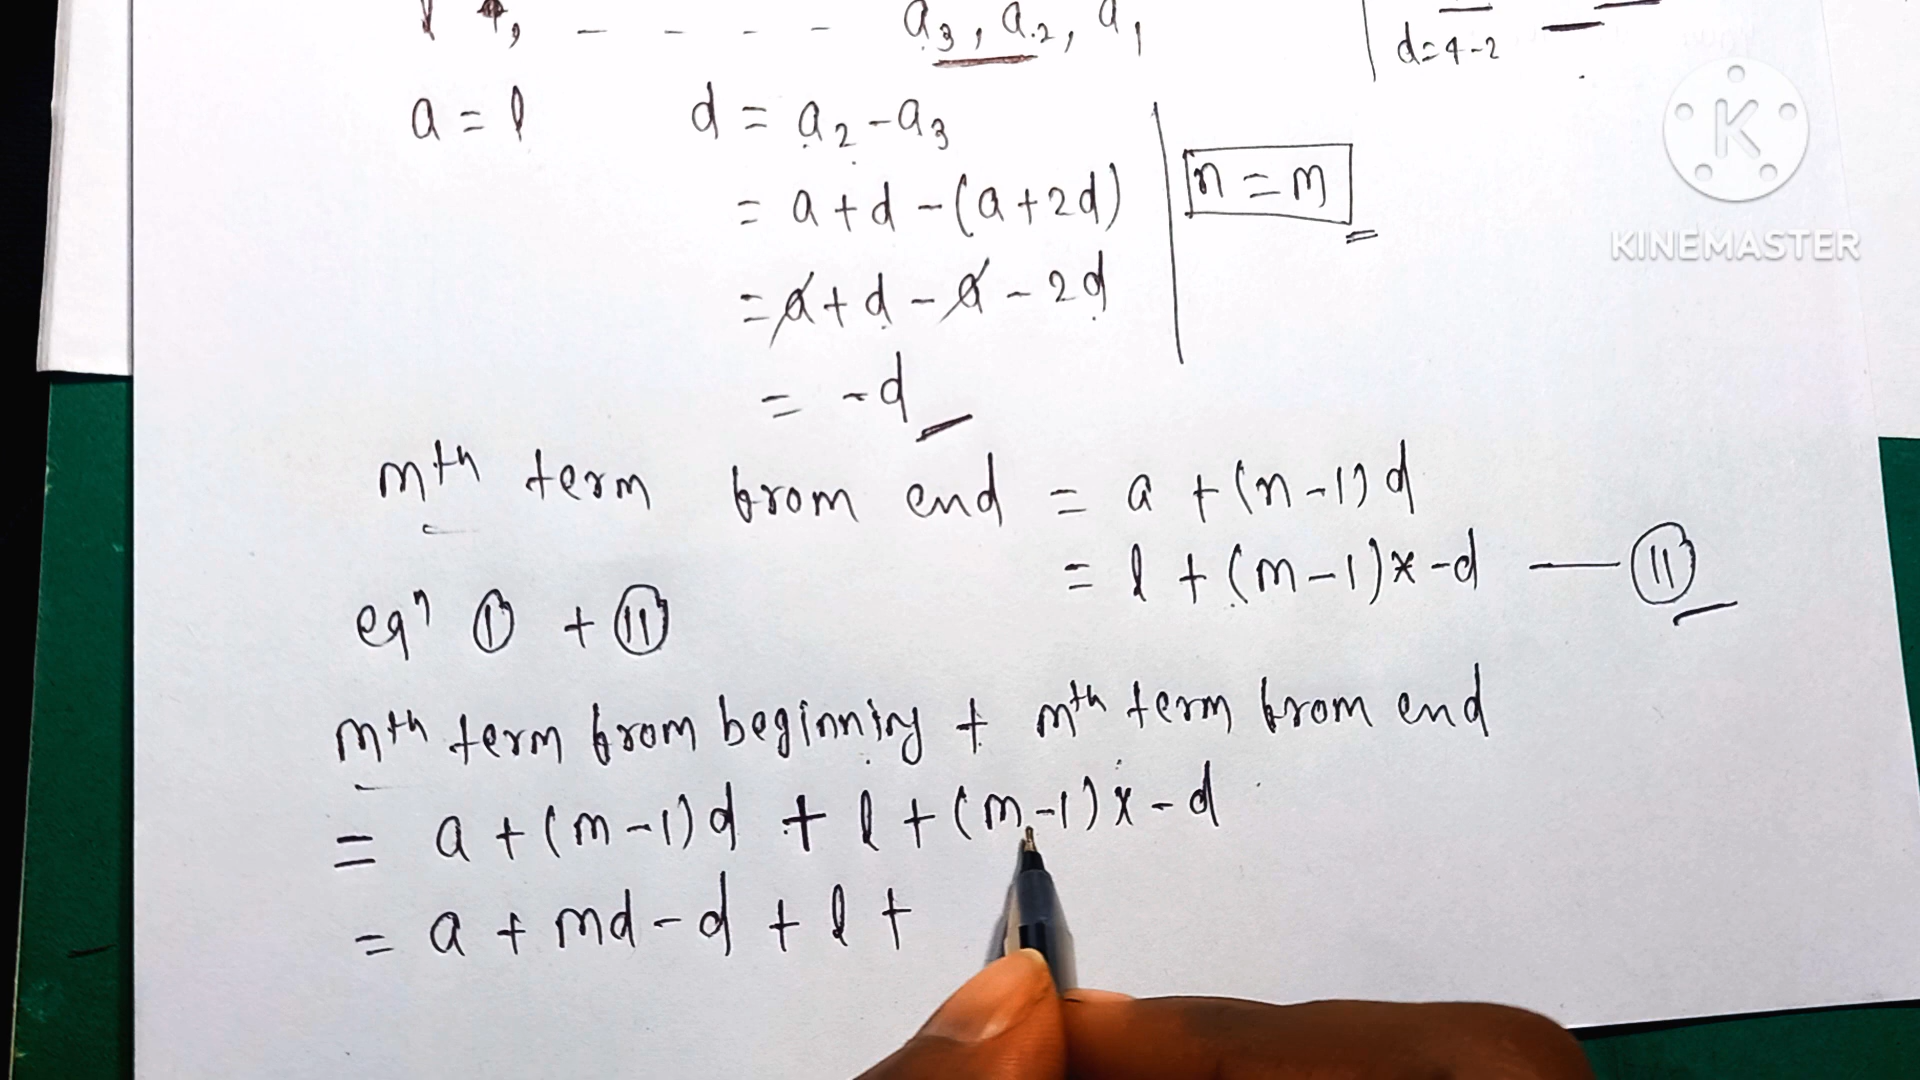 - - - - a3, a2, a1
d=4-2
a = l d = a2 - a3
= a + d - (a + 2d)
n = m
= a + d - a - 2d
= -d
mth term from end = a + (n - 1) d
= l + (m - 1) x - d — (II)
eqn (I) + (II)
mth term from beginning + mth term from end
= a + (m - 1) d + l + (m - 1) x - d
= a + md - d + l +
K
KINEMASTER